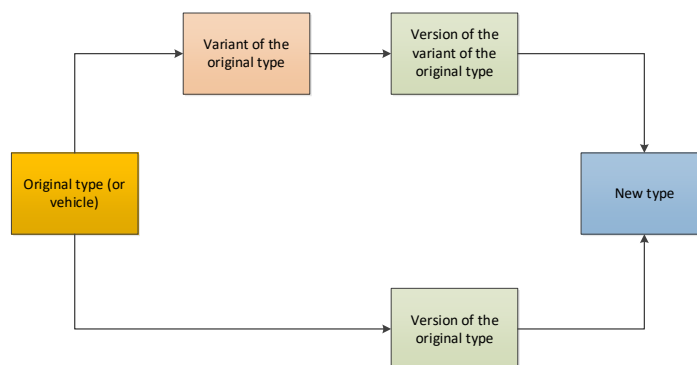 Variant of the
original type
Version of the
variant of the
original type
Original type (or
vehicle)
New type
Version of the
original type